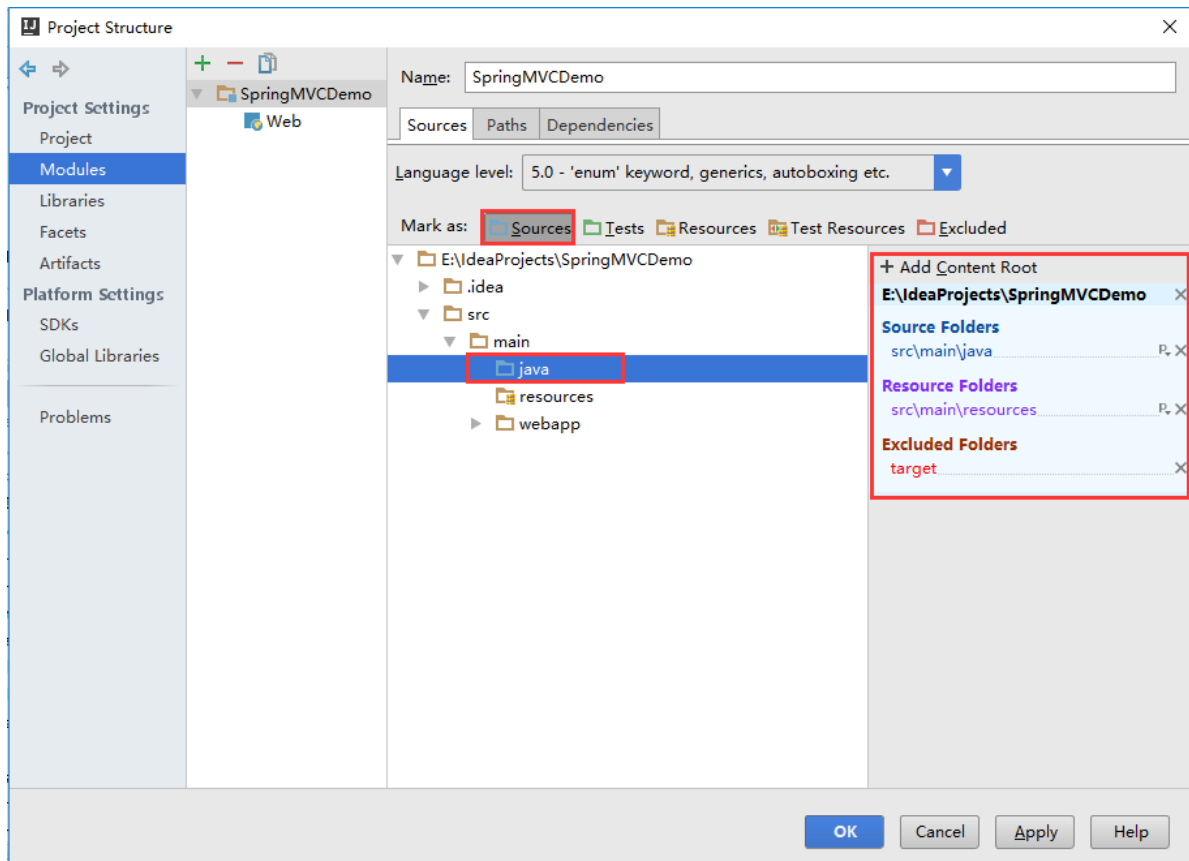 Project Structure
Project Settings
Project
Modules
Libraries
Facets
Artifacts
Platform Settings
SDKs
Global Libraries
Problems
SpringMVCDemo
Web
Name: SpringMVCDemo
Sources Paths Dependencies
Language level: 5.0 - 'enum' keyword, generics, autoboxing etc.
Mark as: Sources Tests Resources Test Resources Excluded
E:\IdeaProjects\SpringMVCDemo
.idea
src
main
java
resources
webapp
+ Add Content Root
E:\IdeaProjects\SpringMVCDemo
Source Folders
src\main\java
Resource Folders
src\main\resources
Excluded Folders
target
OK Cancel Apply Help